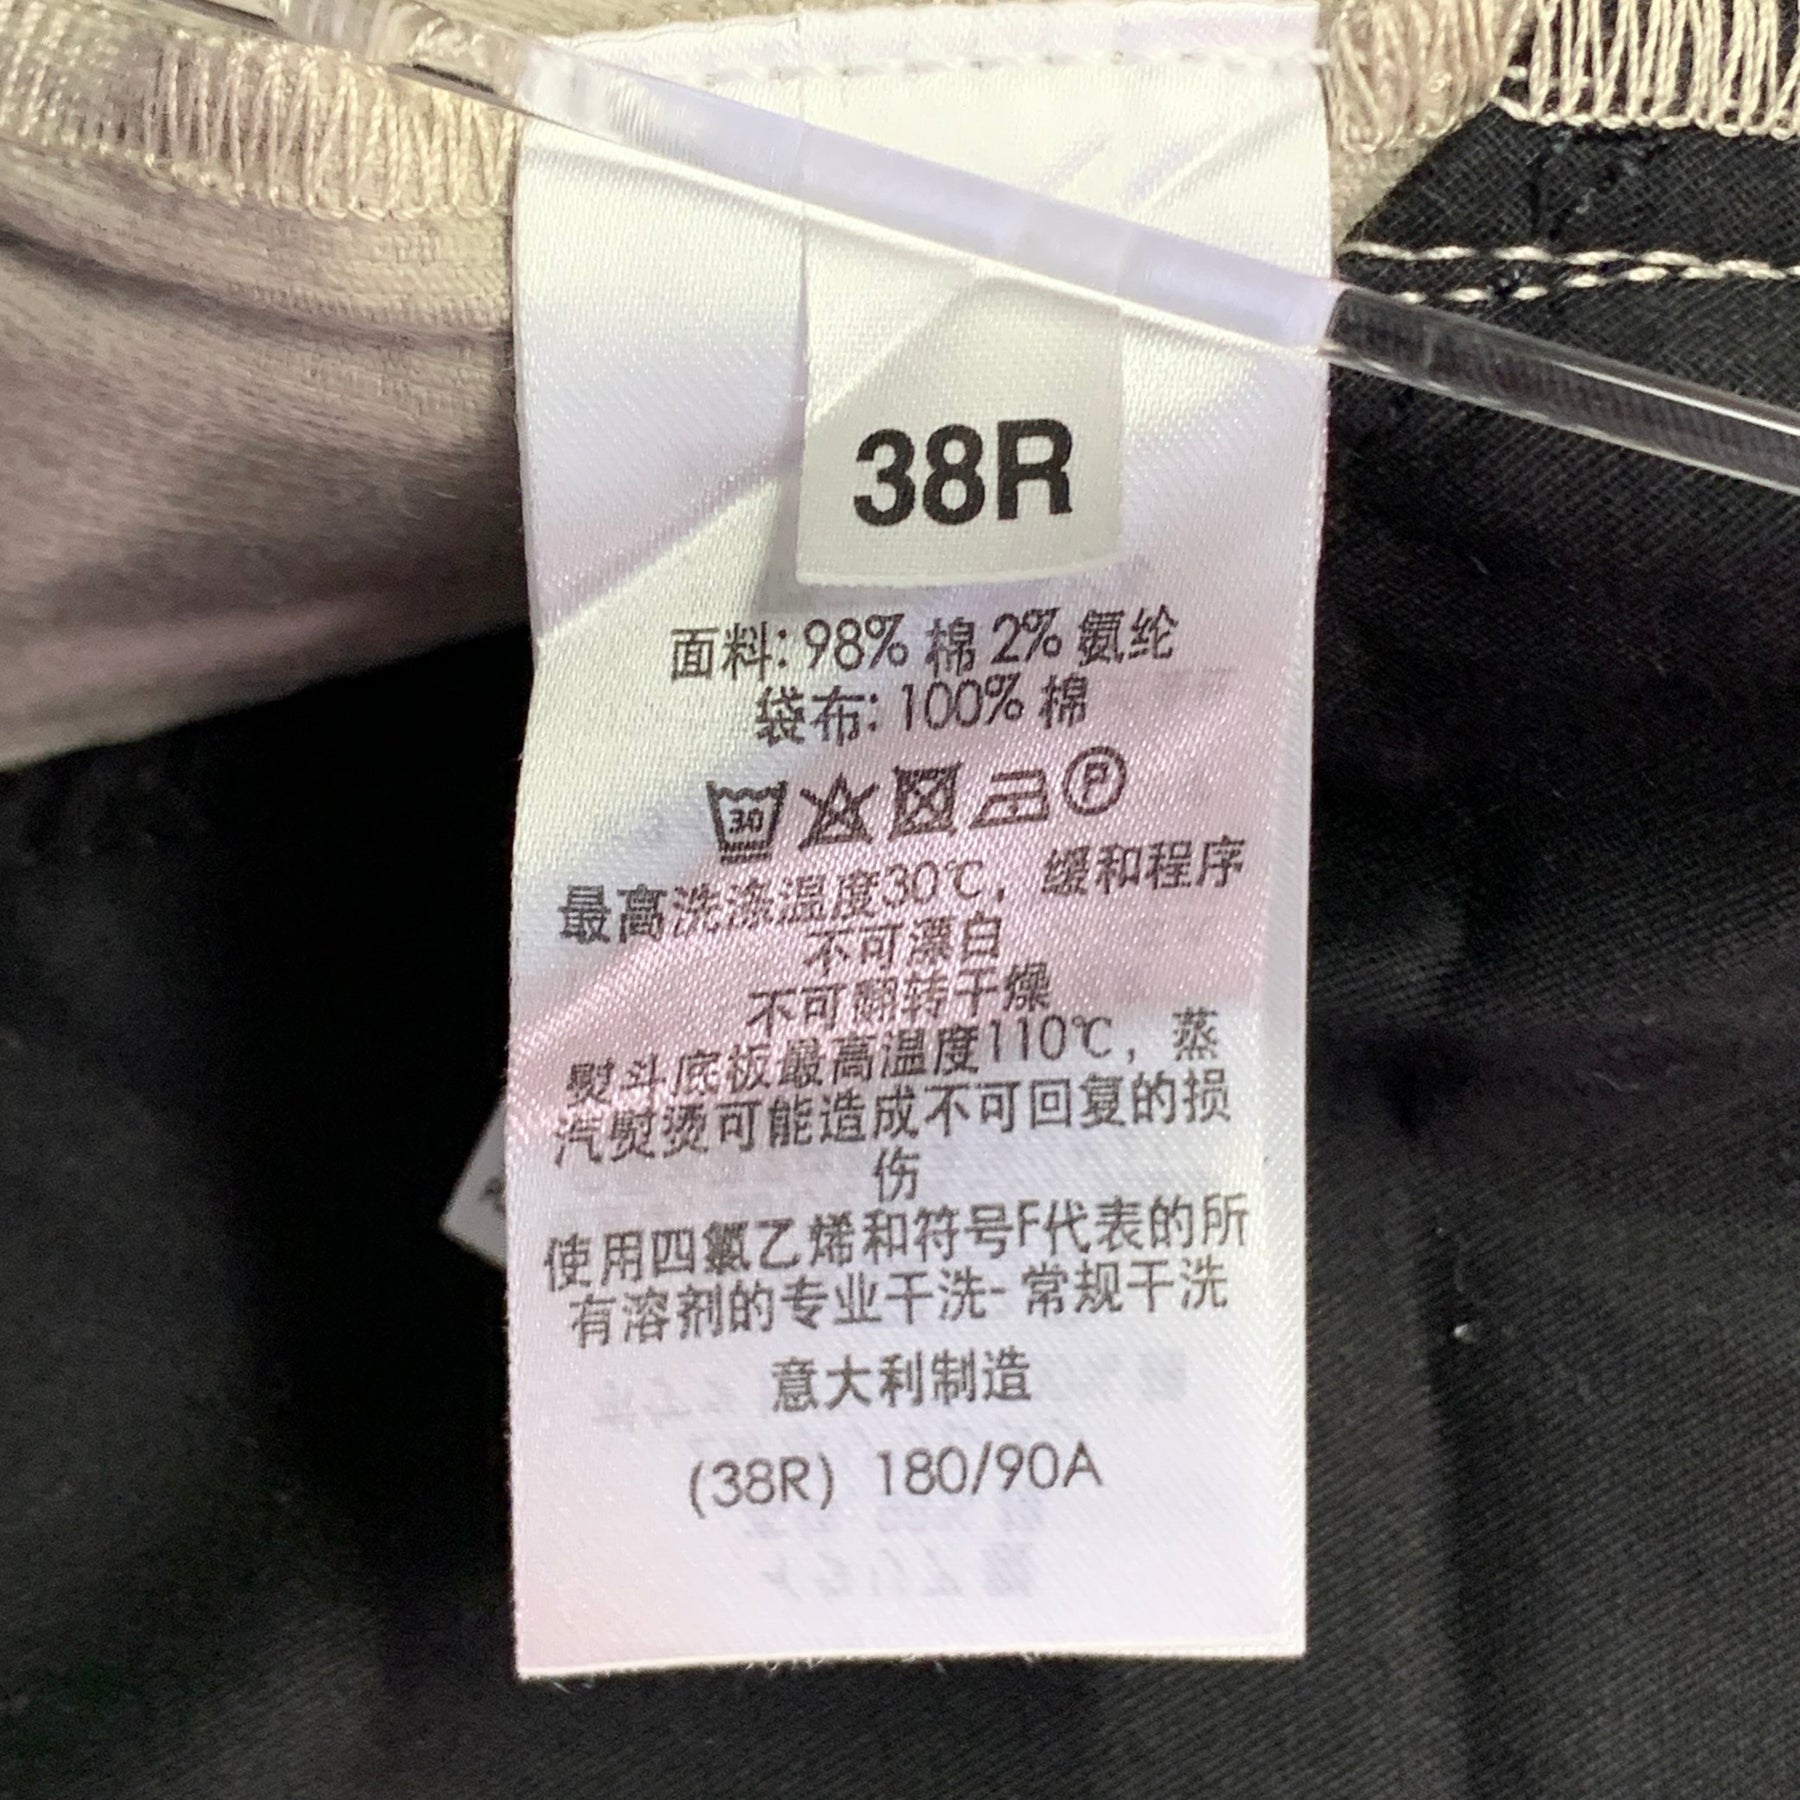 38R
面料: 98% 棉 2% 氨纶
袋布: 100% 棉
30 P
最高洗涤温度30℃，缓和程序
不可漂白
不可翻转干燥
熨斗底板最高温度110℃，蒸
汽熨烫可能造成不可回复的损
伤
使用四氯乙烯和符号F代表的所
有溶剂的专业干洗- 常规干洗
意大利制造
(38R) 180/90A